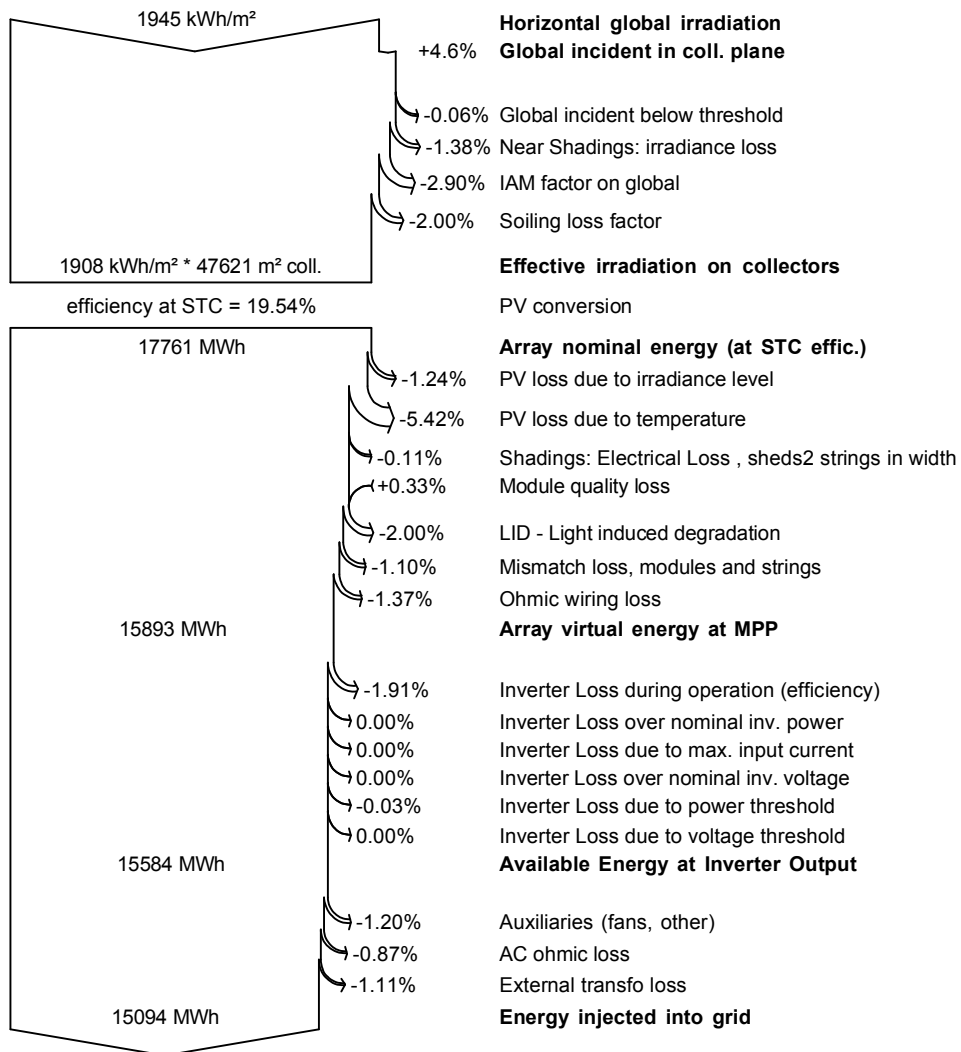 1945 kWh/m² Horizontal global irradiation
+4.6% Global incident in coll. plane
-0.06% Global incident below threshold
-1.38% Near Shadings: irradiance loss
-2.90% IAM factor on global
-2.00% Soiling loss factor
1908 kWh/m² * 47621 m² coll. Effective irradiation on collectors
efficiency at STC = 19.54% PV conversion
17761 MWh Array nominal energy (at STC effic.)
-1.24% PV loss due to irradiance level
-5.42% PV loss due to temperature
-0.11% Shadings: Electrical Loss , sheds2 strings in width
+0.33% Module quality loss
-2.00% LID - Light induced degradation
-1.10% Mismatch loss, modules and strings
-1.37% Ohmic wiring loss
15893 MWh Array virtual energy at MPP
-1.91% Inverter Loss during operation (efficiency)
0.00% Inverter Loss over nominal inv. power
0.00% Inverter Loss due to max. input current
0.00% Inverter Loss over nominal inv. voltage
-0.03% Inverter Loss due to power threshold
0.00% Inverter Loss due to voltage threshold
15584 MWh Available Energy at Inverter Output
-1.20% Auxiliaries (fans, other)
-0.87% AC ohmic loss
-1.11% External transfo loss
15094 MWh Energy injected into grid